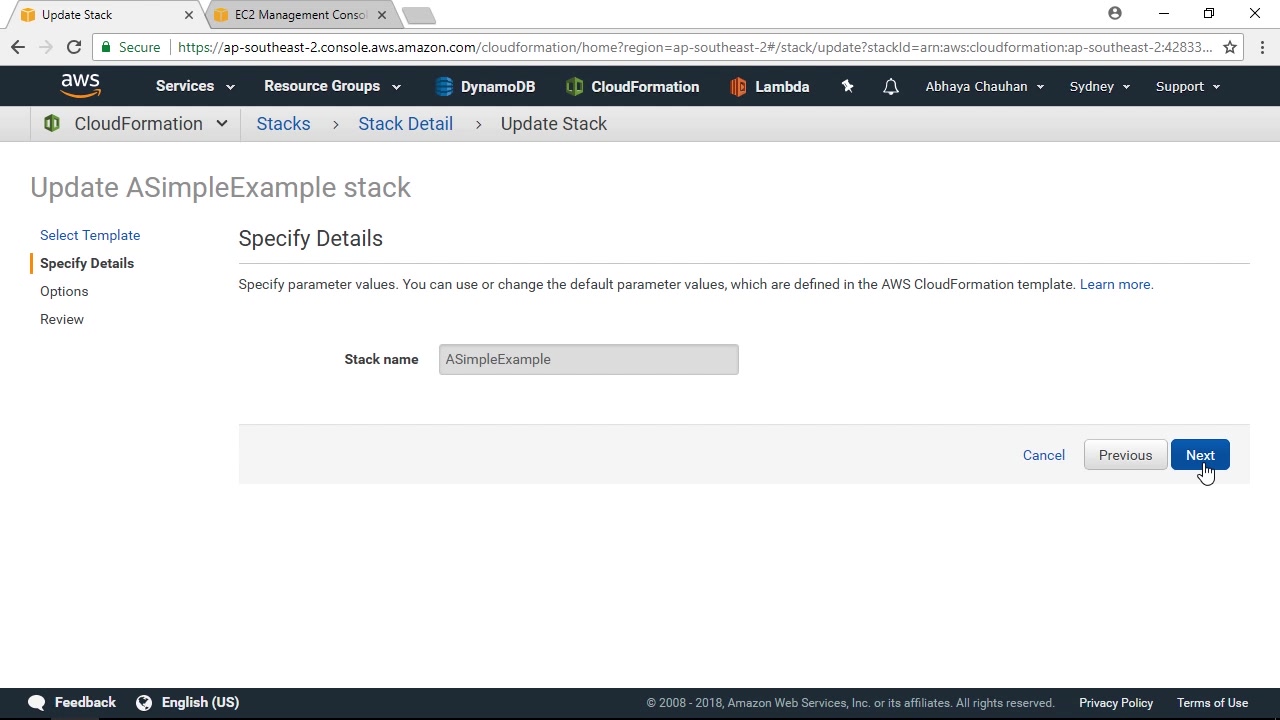 Update Stack
EC2 Management Consol
Secure
https://ap-southeast-2.console.aws.amazon.com/cloudformation/home?region=ap-southeast-2#/stack/update?stackId=arn:aws:cloudformation:ap-southeast-2:42833...
aws
Services
Resource Groups
DynamoDB
CloudFormation
Lambda
Abhaya Chauhan
Sydney
Support
CloudFormation
Stacks
Stack Detail
Update Stack
Update ASimpleExample stack
Select Template
Specify Details
Options
Review
Specify Details
Specify parameter values. You can use or change the default parameter values, which are defined in the AWS CloudFormation template. Learn more.
Stack name
ASimpleExample
Cancel
Previous
Next
Feedback
English (US)
© 2008 - 2018, Amazon Web Services, Inc. or its affiliates. All rights reserved.
Privacy Policy
Terms of Use